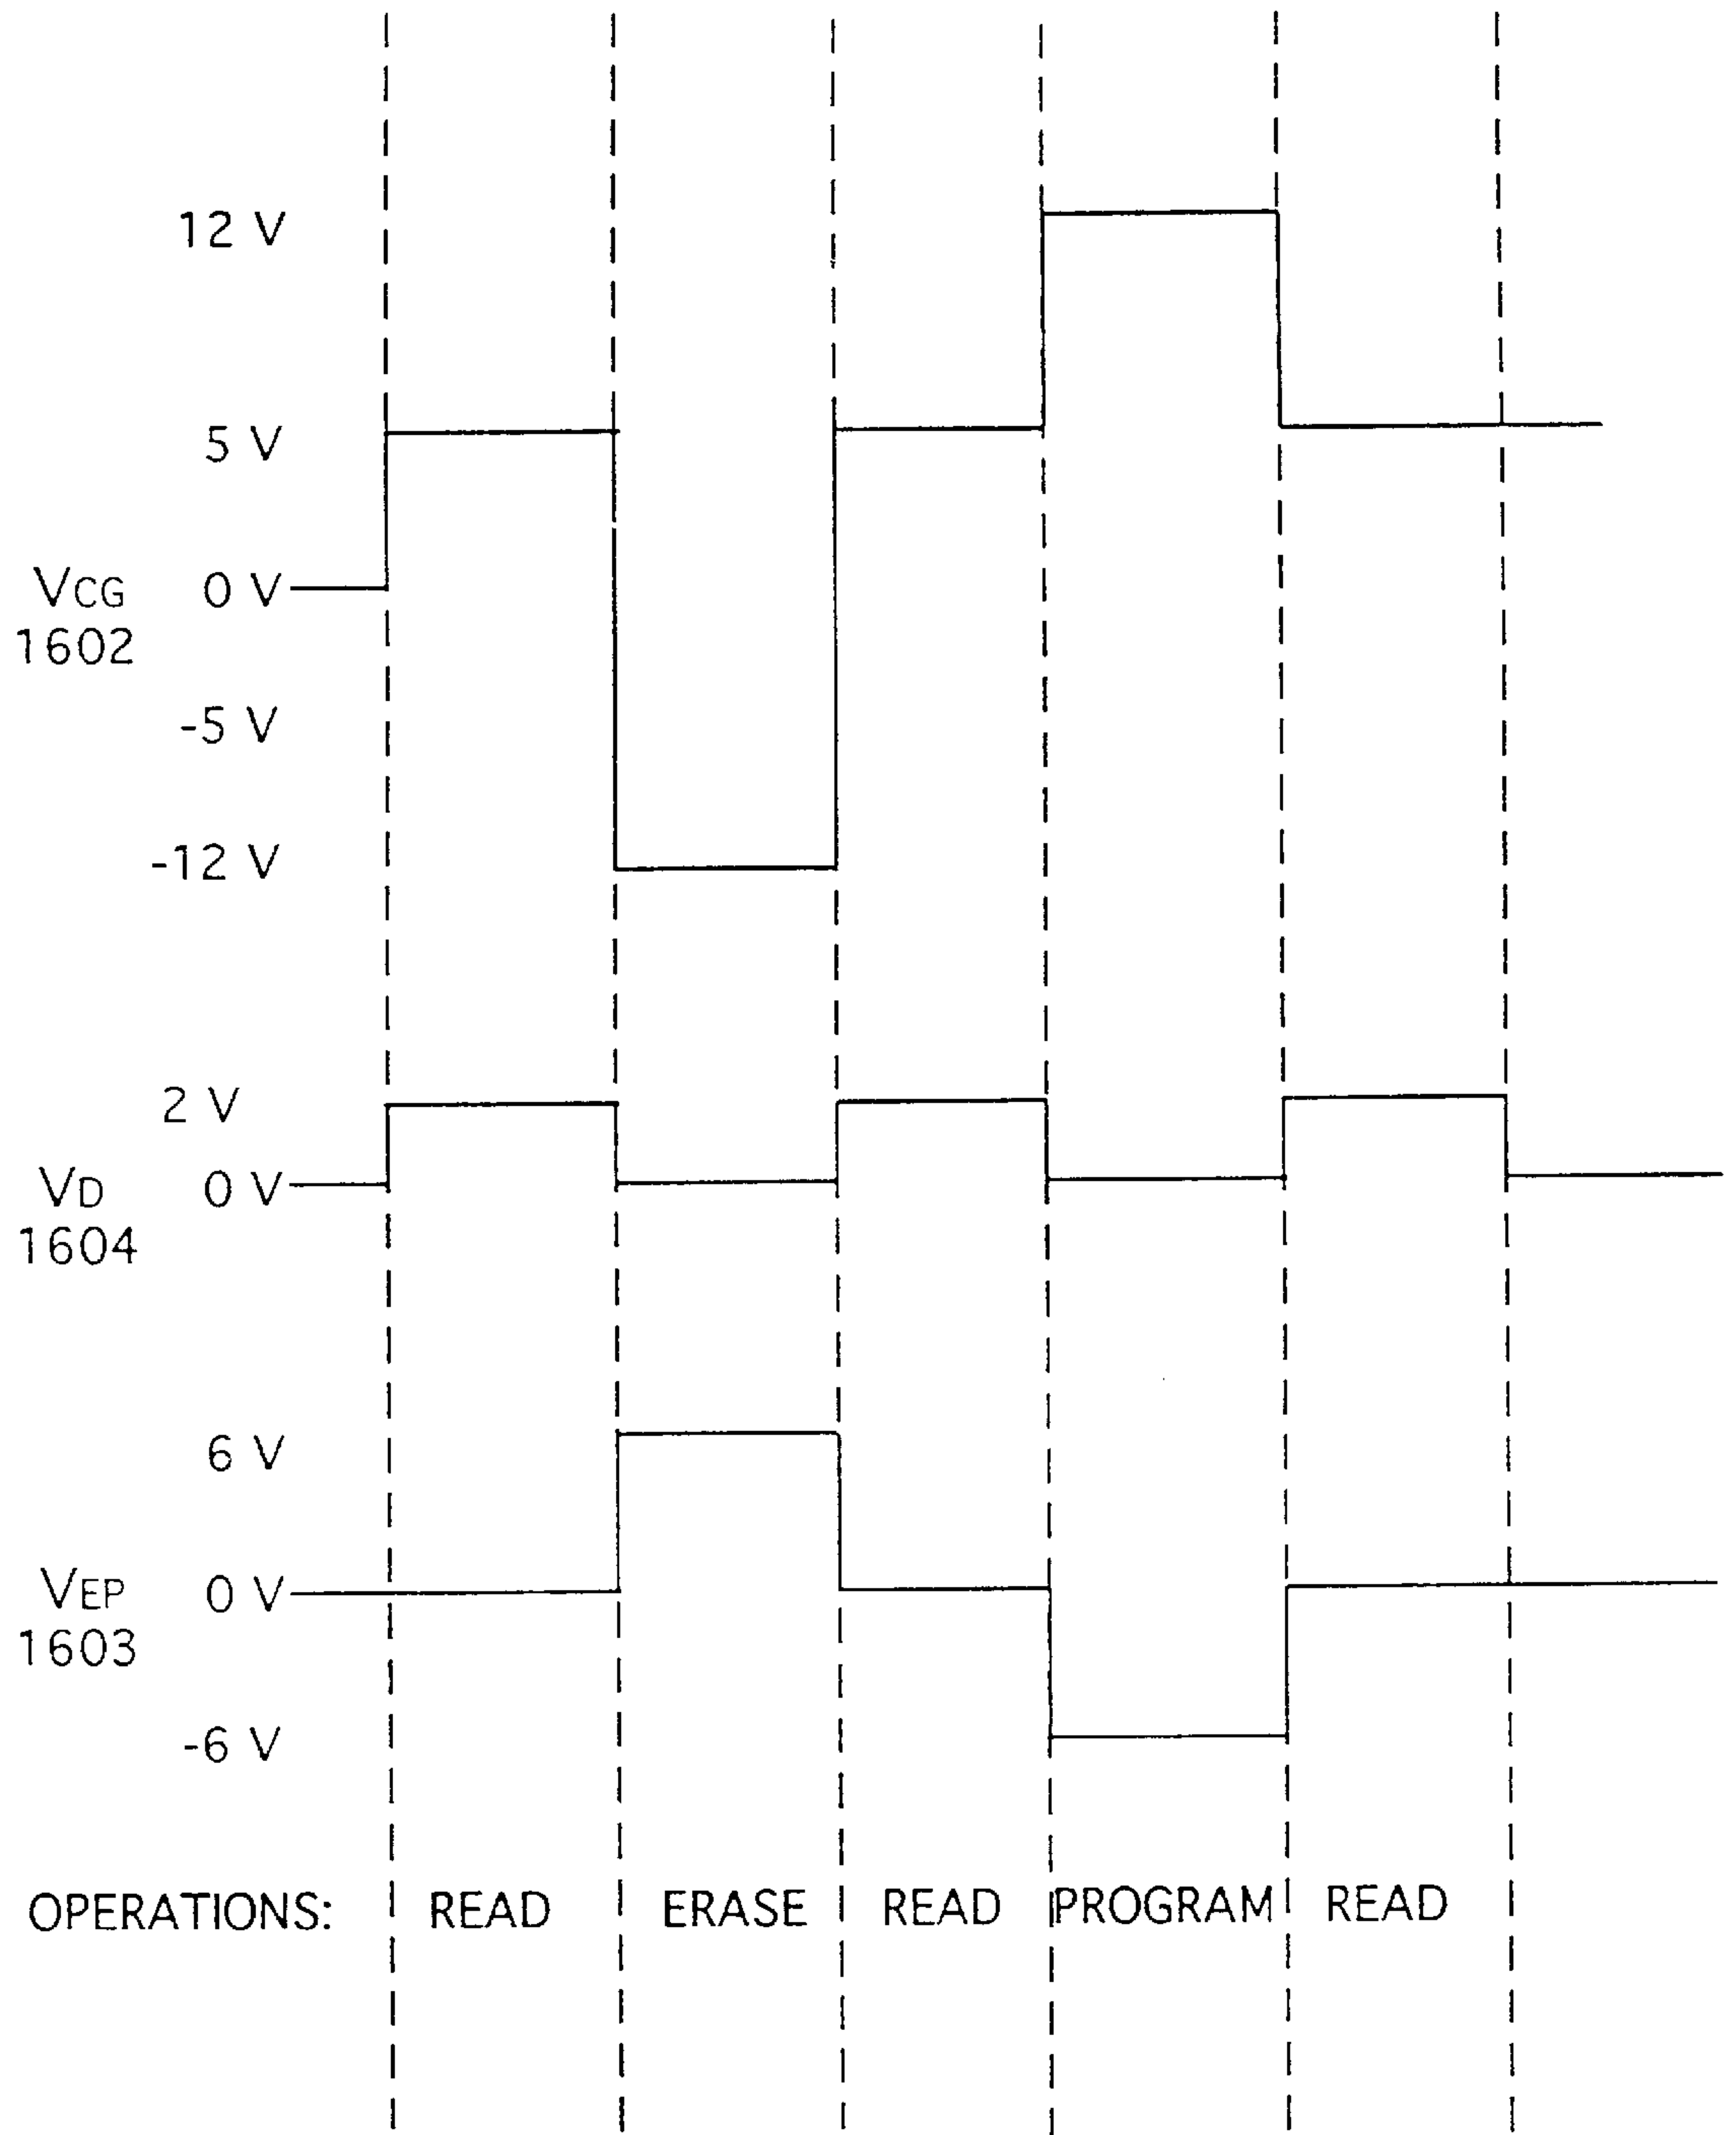 12 V
5 V
VCG 0 V
1602
-5 V
-12 V
2 V
VD 0 V
1604
6 V
VEP 0 V
1603
-6 V
OPERATIONS: READ ERASE READ PROGRAM READ